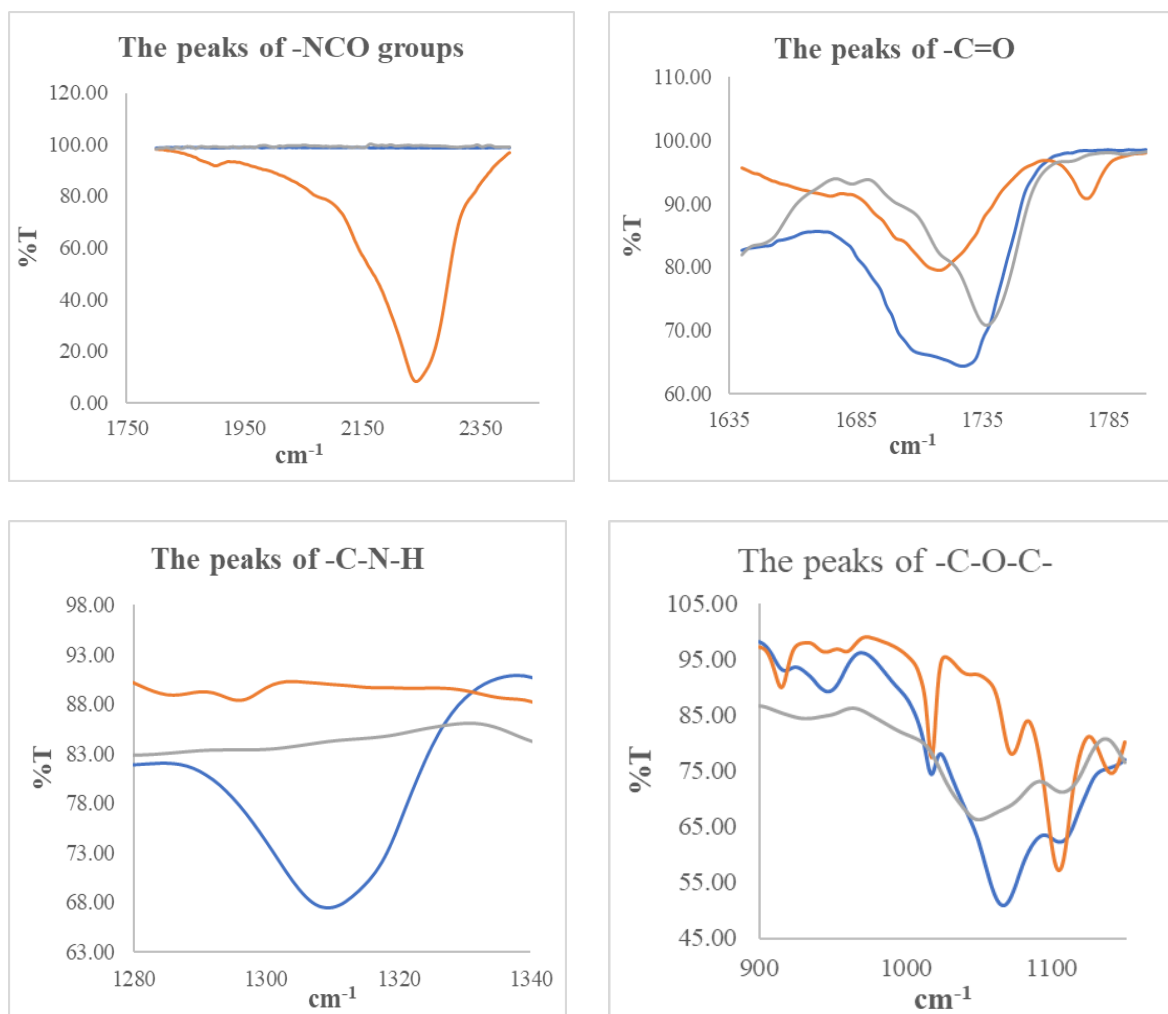 The peaks of -NCO groups
120.00
100.00
80.00
60.00
40.00
20.00
0.00
%T
1750 1950 2150 2350
cm-1
The peaks of -C=O
110.00
100.00
90.00
80.00
70.00
60.00
%T
1635 1685 1735 1785
cm-1
The peaks of -C-N-H
98.00
93.00
88.00
83.00
78.00
73.00
68.00
63.00
%T
1280 1300 1320 1340
cm-1
The peaks of -C-O-C-
105.00
95.00
85.00
75.00
65.00
55.00
45.00
%T
900 1000 1100
cm-1